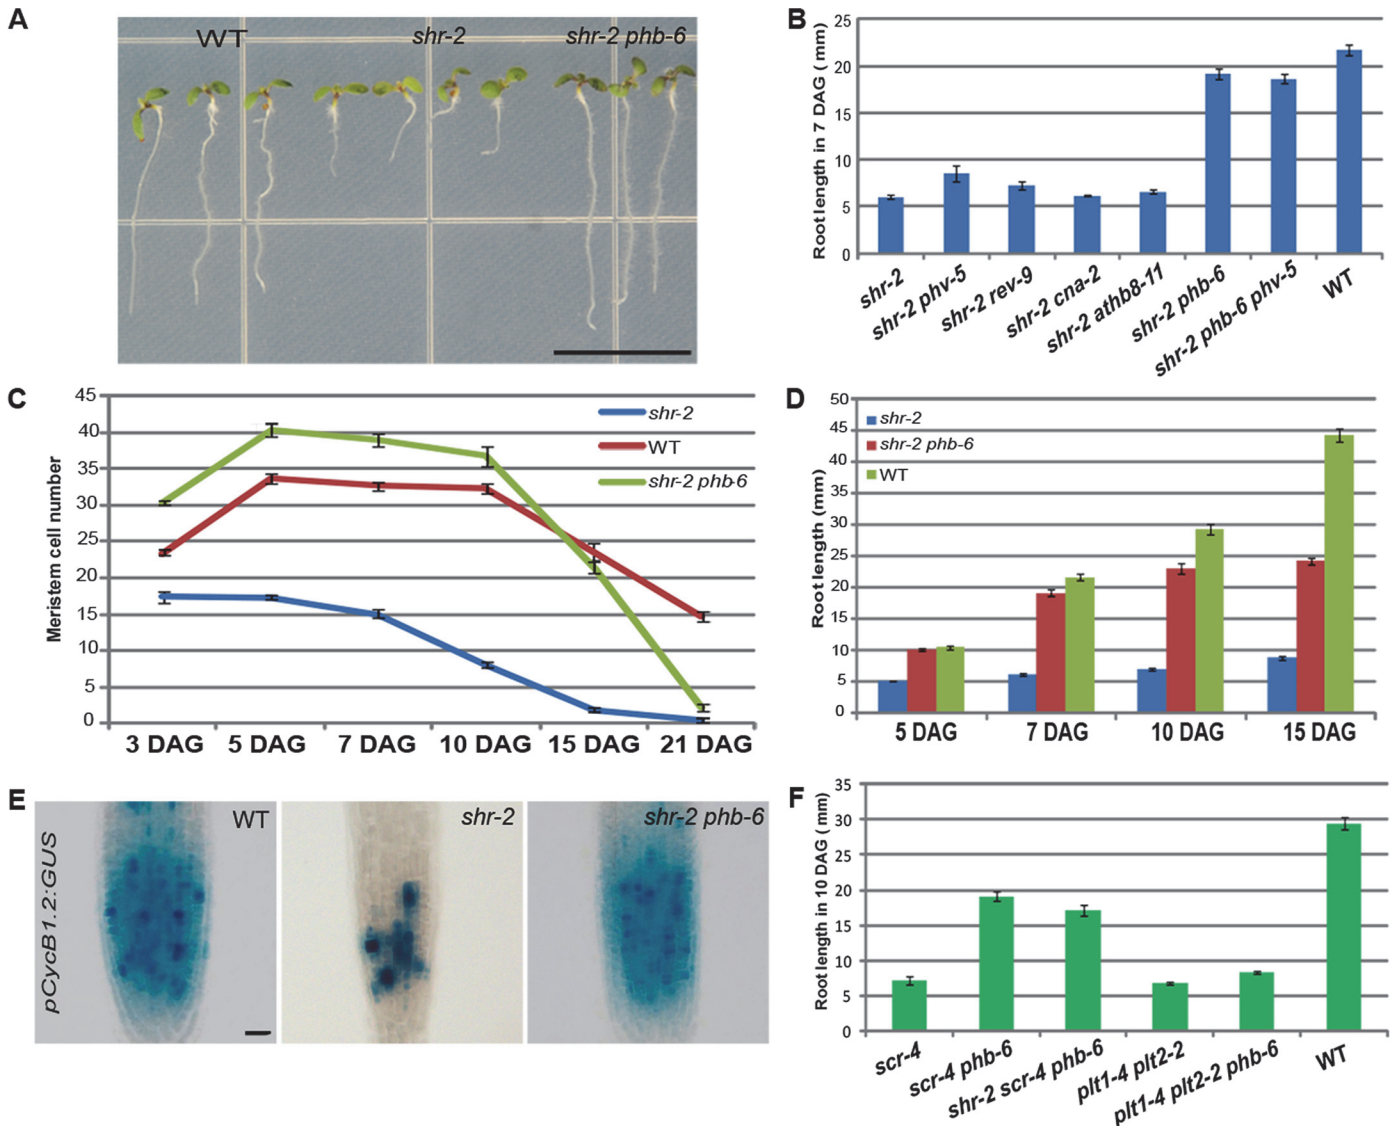 A
WT
shr-2
shr-2 phb-6
B
Root length in 7 DAG ( mm)
25
20
15
10
5
0
shr-2
shr-2 phv-5
shr-2 rev-9
shr-2 cna-2
shr-2 athb8-11
shr-2 phb-6
shr-2 phb-6 phv-5
WT
C
Meristem cell number
45
40
35
30
25
20
15
10
5
0
shr-2
WT
shr-2 phb-6
3 DAG
5 DAG
7 DAG
10 DAG
15 DAG
21 DAG
D
Root length (mm)
50
45
40
35
30
25
20
15
10
5
0
shr-2
shr-2 phb-6
WT
5 DAG
7 DAG
10 DAG
15 DAG
E
pCycB1.2:GUS
WT
shr-2
shr-2 phb-6
F
Root length in 10 DAG (mm)
35
30
25
20
15
10
5
0
scr-4
scr-4 phb-6
shr-2 scr-4 phb-6
plt1-4 plt2-2
plt1-4 plt2-2 phb-6
WT